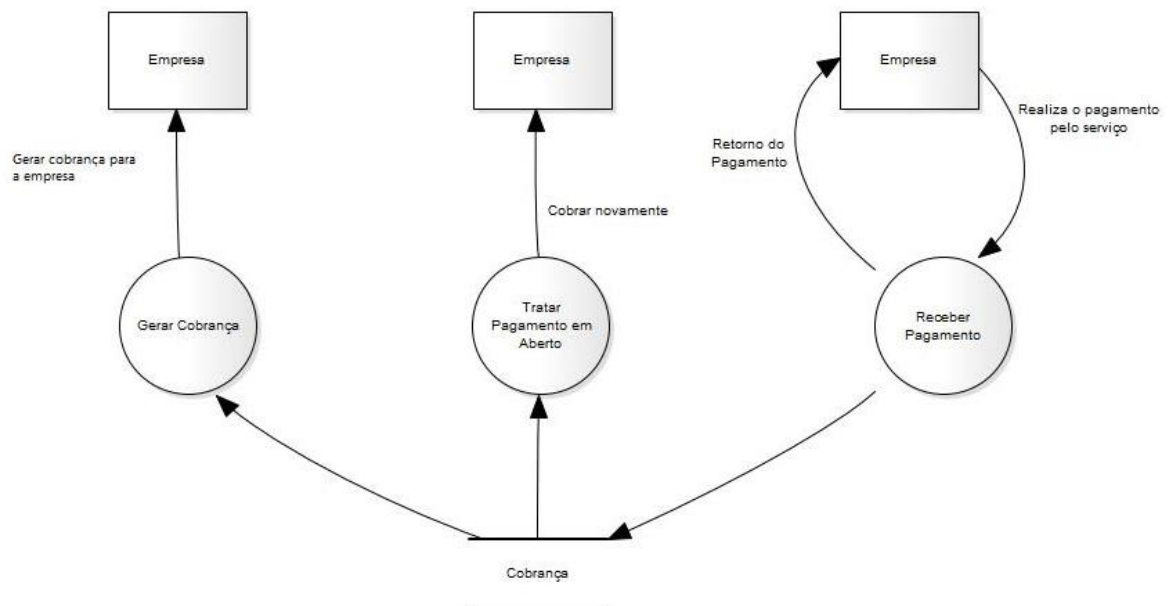 Empresa
Empresa
Empresa
Realiza o pagamento
pelo serviço
Retorno do
Pagamento
Gerar cobrança para
a empresa
Cobrar novamente
Gerar Cobrança
Tratar
Pagamento em
Aberto
Receber
Pagamento
Cobrança